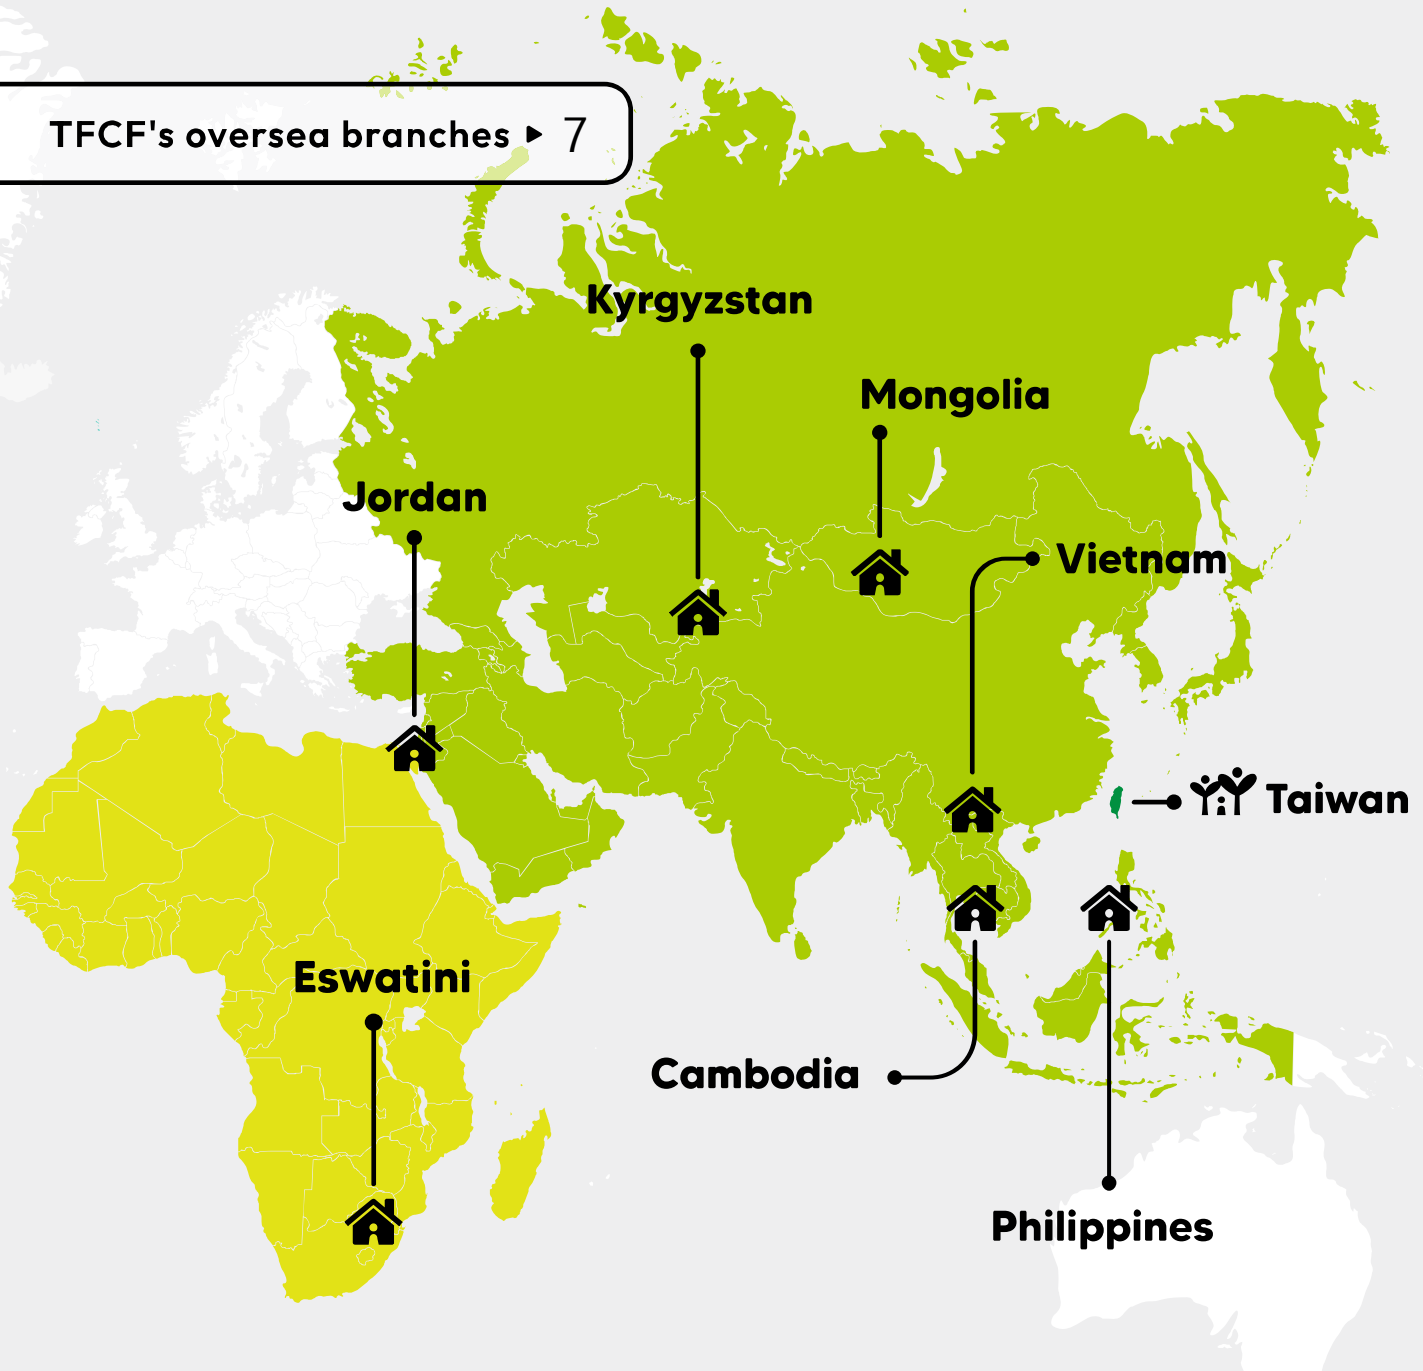 TFCF's oversea branches ▶ 7
Kyrgyzstan
Mongolia
Jordan
Vietnam
Taiwan
Eswatini
Cambodia
Philippines